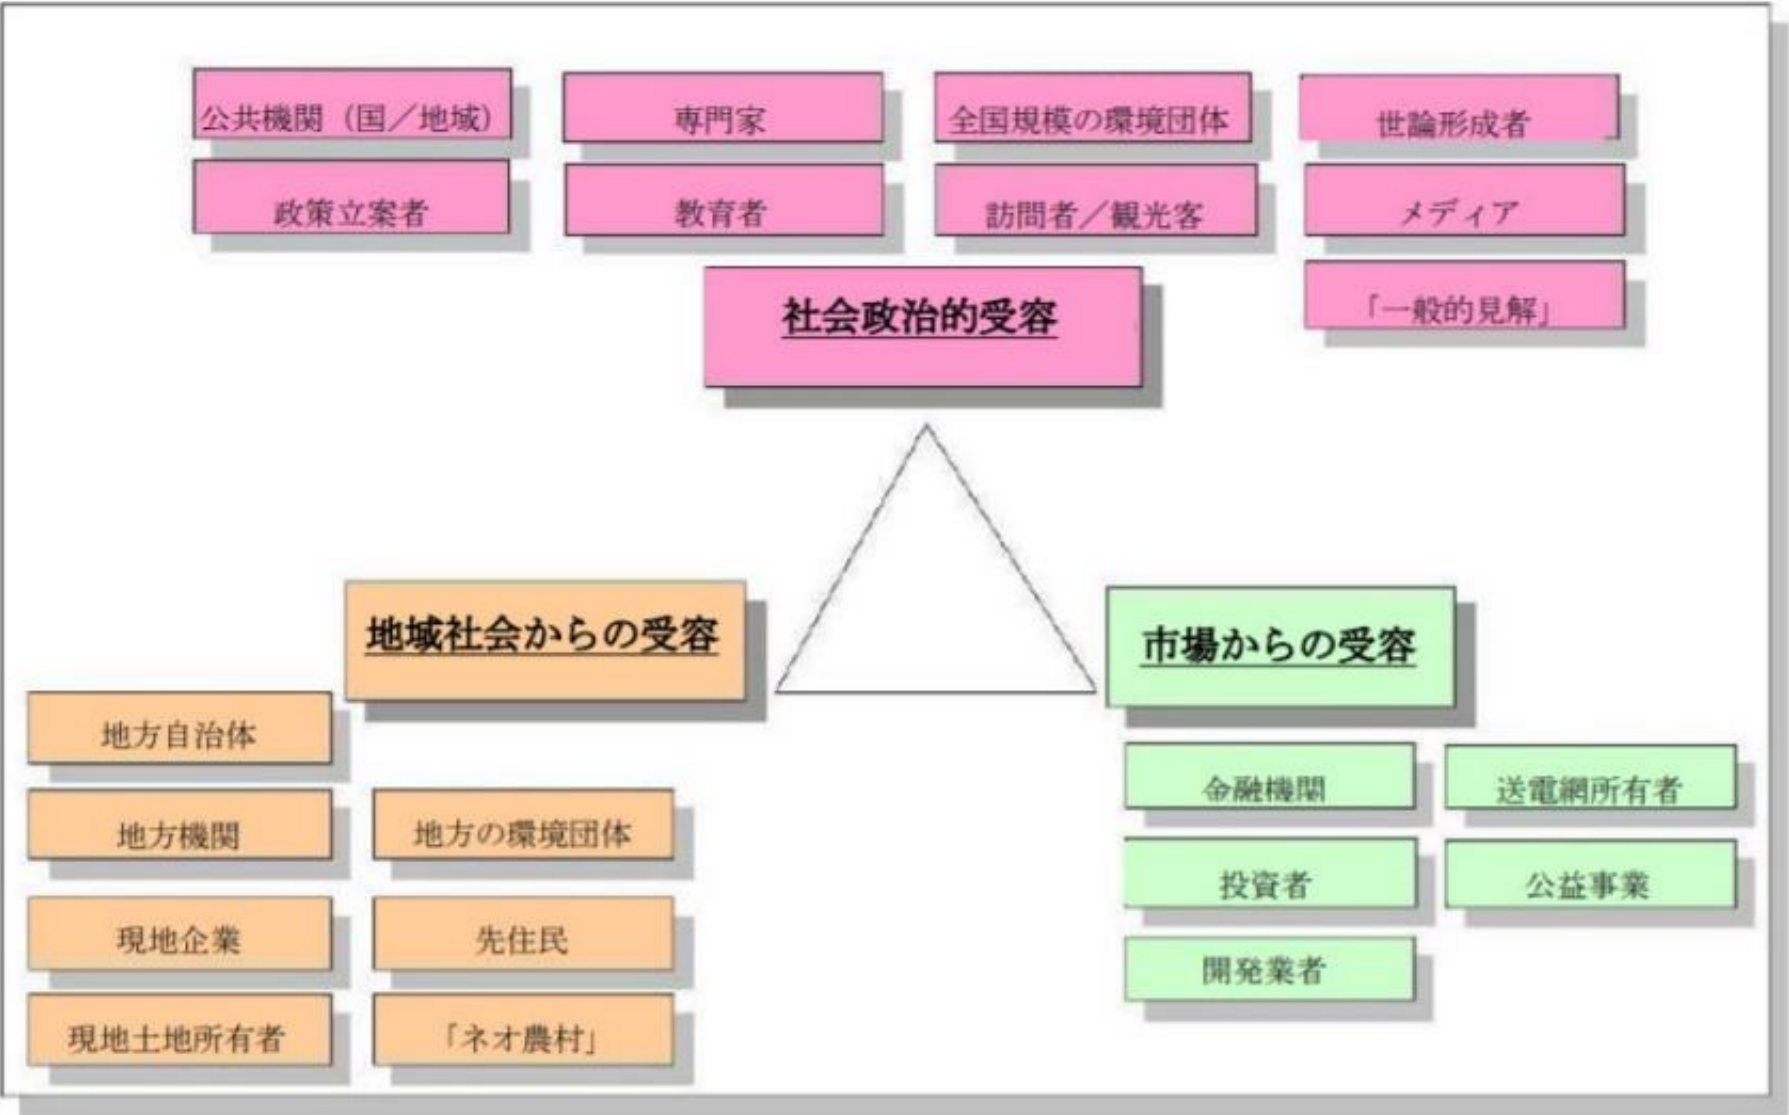 公共機関（国／地域）
専門家
全国規模の環境団体
世論形成者
政策立案者
教育者
訪問者／観光客
メディア
「一般的見解」
社会政治的受容
地域社会からの受容
市場からの受容
地方自治体
地方機関
地方の環境団体
現地企業
先住民
現地土地所有者
「ネオ農村」
金融機関
送電網所有者
投資者
公益事業
開発業者